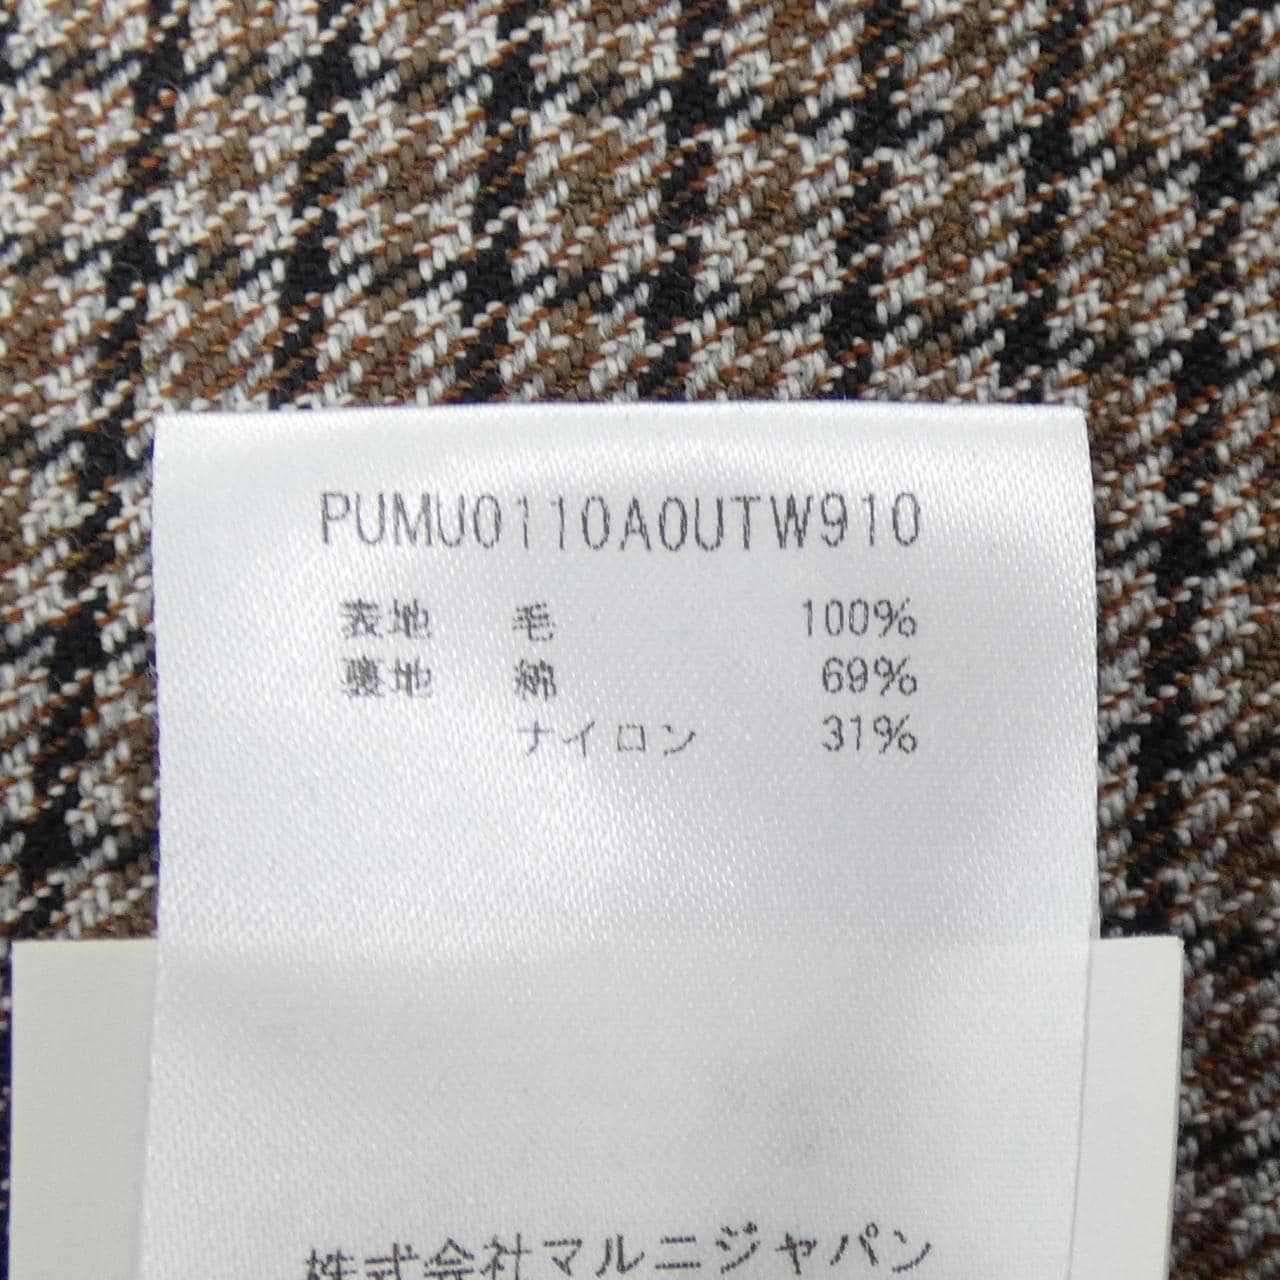 PUMU0110A0UTW910
表地 毛 100%
裏地 綿 69%
ナイロン 31%
株式会社マルニジャパン